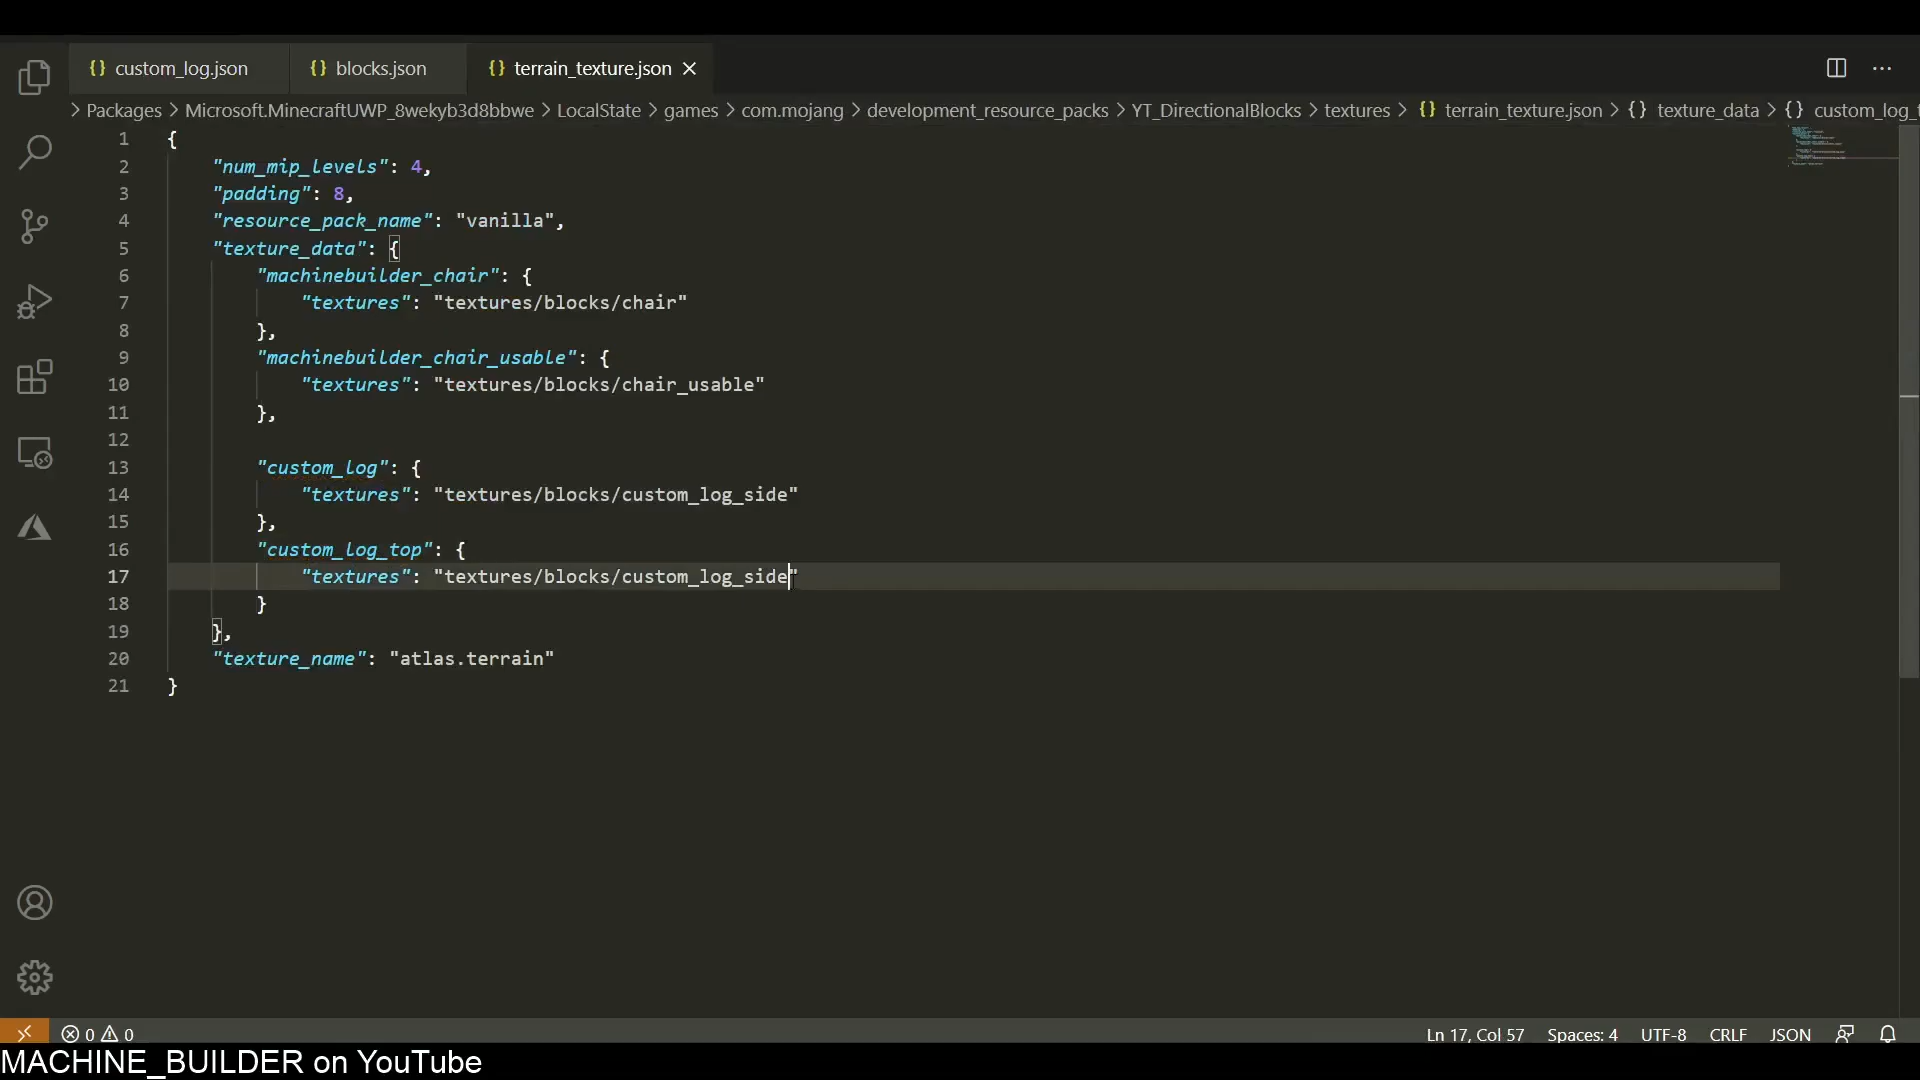 custom_log.json blocks.json terrain_texture.json
Packages Microsoft.MinecraftUWP_8wekyb3d8bbwe LocalState games com.mojang development_resource_packs YT_DirectionalBlocks textures {} terrain_texture.json {} texture_data {} custom_log_t
1 {
2 "num_mip_levels": 4,
3 "padding": 8,
4 "resource_pack_name": "vanilla",
5 "texture_data": {
6 "machinebuilder_chair": {
7 "textures": "textures/blocks/chair"
8 },
9 "machinebuilder_chair_usable": {
10 "textures": "textures/blocks/chair_usable"
11 },
12
13 "custom_log": {
14 "textures": "textures/blocks/custom_log_side"
15 },
16 "custom_log_top": {
17 "textures": "textures/blocks/custom_log_side"
18 }
19 },
20 "texture_name": "atlas.terrain"
21 }
0 0 Ln 17, Col 57 Spaces: 4 UTF-8 CRLF JSON
MACHINE_BUILDER on YouTube